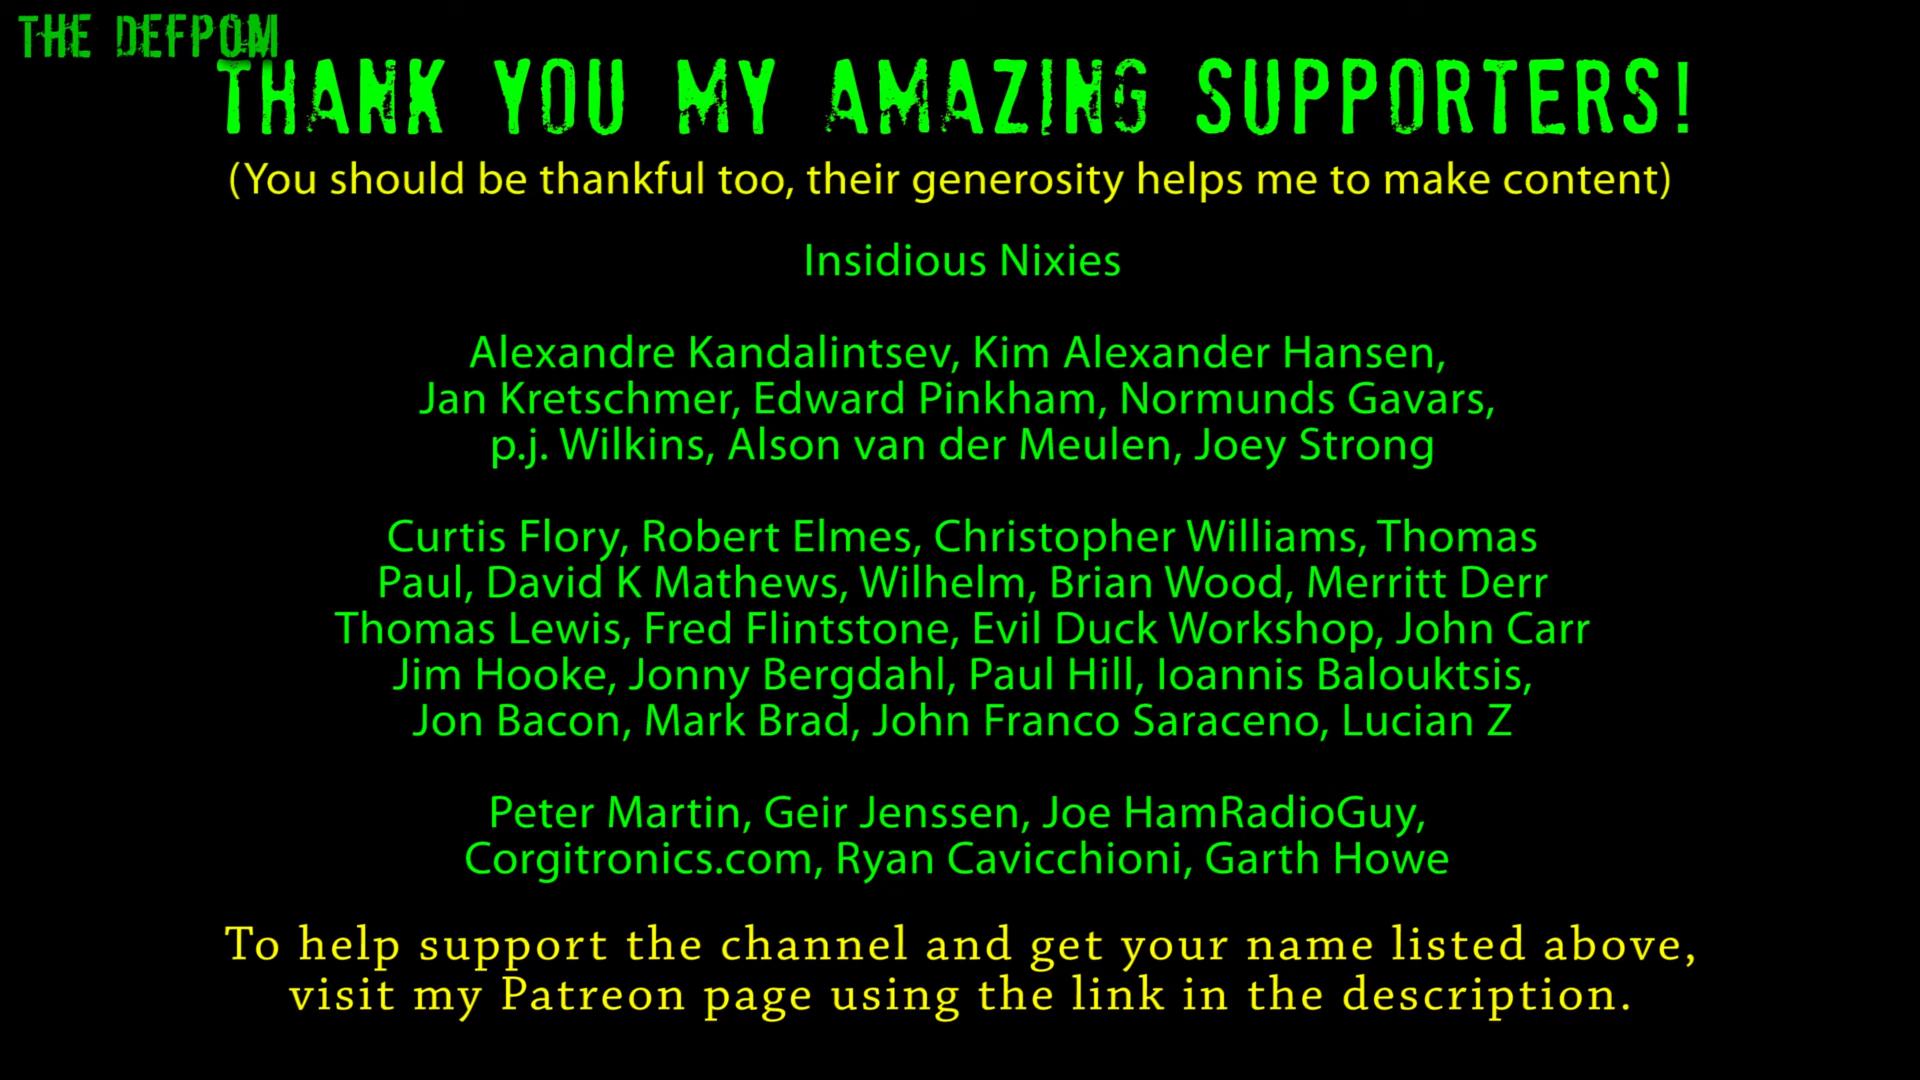 THE DEFPOM
THANK YOU MY AMAZING SUPPORTERS!
(You should be thankful too, their generosity helps me to make content)
Insidious Nixies
Alexandre Kandalintsev, Kim Alexander Hansen,
Jan Kretschmer, Edward Pinkham, Normunds Gavars,
p.j. Wilkins, Alson van der Meulen, Joey Strong
Curtis Flory, Robert Elmes, Christopher Williams, Thomas
Paul, David K Mathews, Wilhelm, Brian Wood, Merritt Derr
Thomas Lewis, Fred Flintstone, Evil Duck Workshop, John Carr
Jim Hooke, Jonny Bergdahl, Paul Hill, Ioannis Balouktsis,
Jon Bacon, Mark Brad, John Franco Saraceno, Lucian Z
Peter Martin, Geir Jenssen, Joe HamRadioGuy,
Corgitronics.com, Ryan Cavicchioni, Garth Howe
To help support the channel and get your name listed above,
visit my Patreon page using the link in the description.